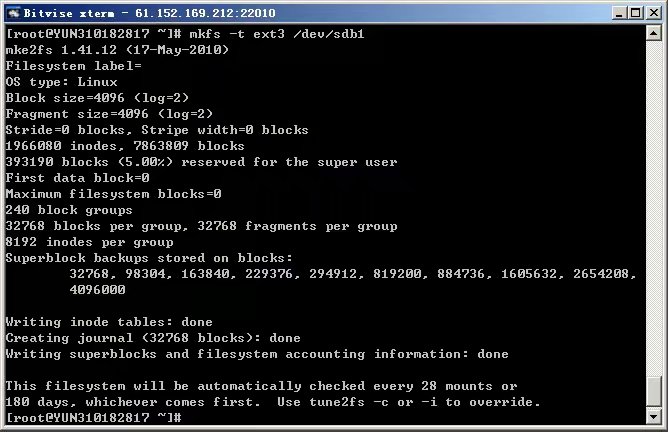 Bitvise xterm - 61.152.169.212:22010
[root@YUN310182817 ~]# mkfs -t ext3 /dev/sdb1
mke2fs 1.41.12 (17-May-2010)
Filesystem label=
OS type: Linux
Block size=4096 (log=2)
Fragment size=4096 (log=2)
Stride=0 blocks, Stripe width=0 blocks
1966080 inodes, 7863809 blocks
393190 blocks (5.00%) reserved for the super user
First data block=0
Maximum filesystem blocks=0
240 block groups
32768 blocks per group, 32768 fragments per group
8192 inodes per group
Superblock backups stored on blocks:
32768, 98304, 163840, 229376, 294912, 819200, 884736, 1605632, 2654208,
4096000
Writing inode tables: done
Creating journal (32768 blocks): done
Writing superblocks and filesystem accounting information: done
This filesystem will be automatically checked every 28 mounts or
180 days, whichever comes first.  Use tune2fs -c or -i to override.
[root@YUN310182817 ~]#